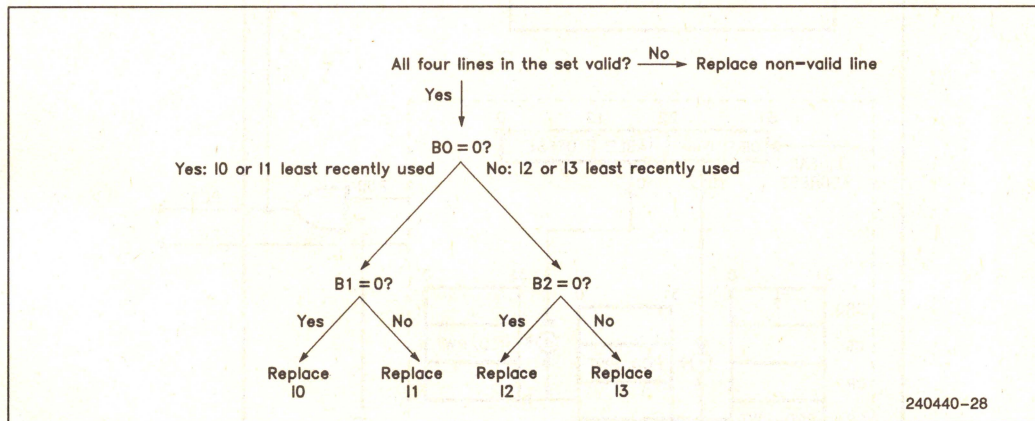 All four lines in the set valid? No Replace non-valid line
Yes
B0 = 0?
Yes: I0 or I1 least recently used No: I2 or I3 least recently used
B1 = 0? B2 = 0?
Yes No Yes No
Replace Replace Replace Replace
I0 I1 I2 I3
240440-28